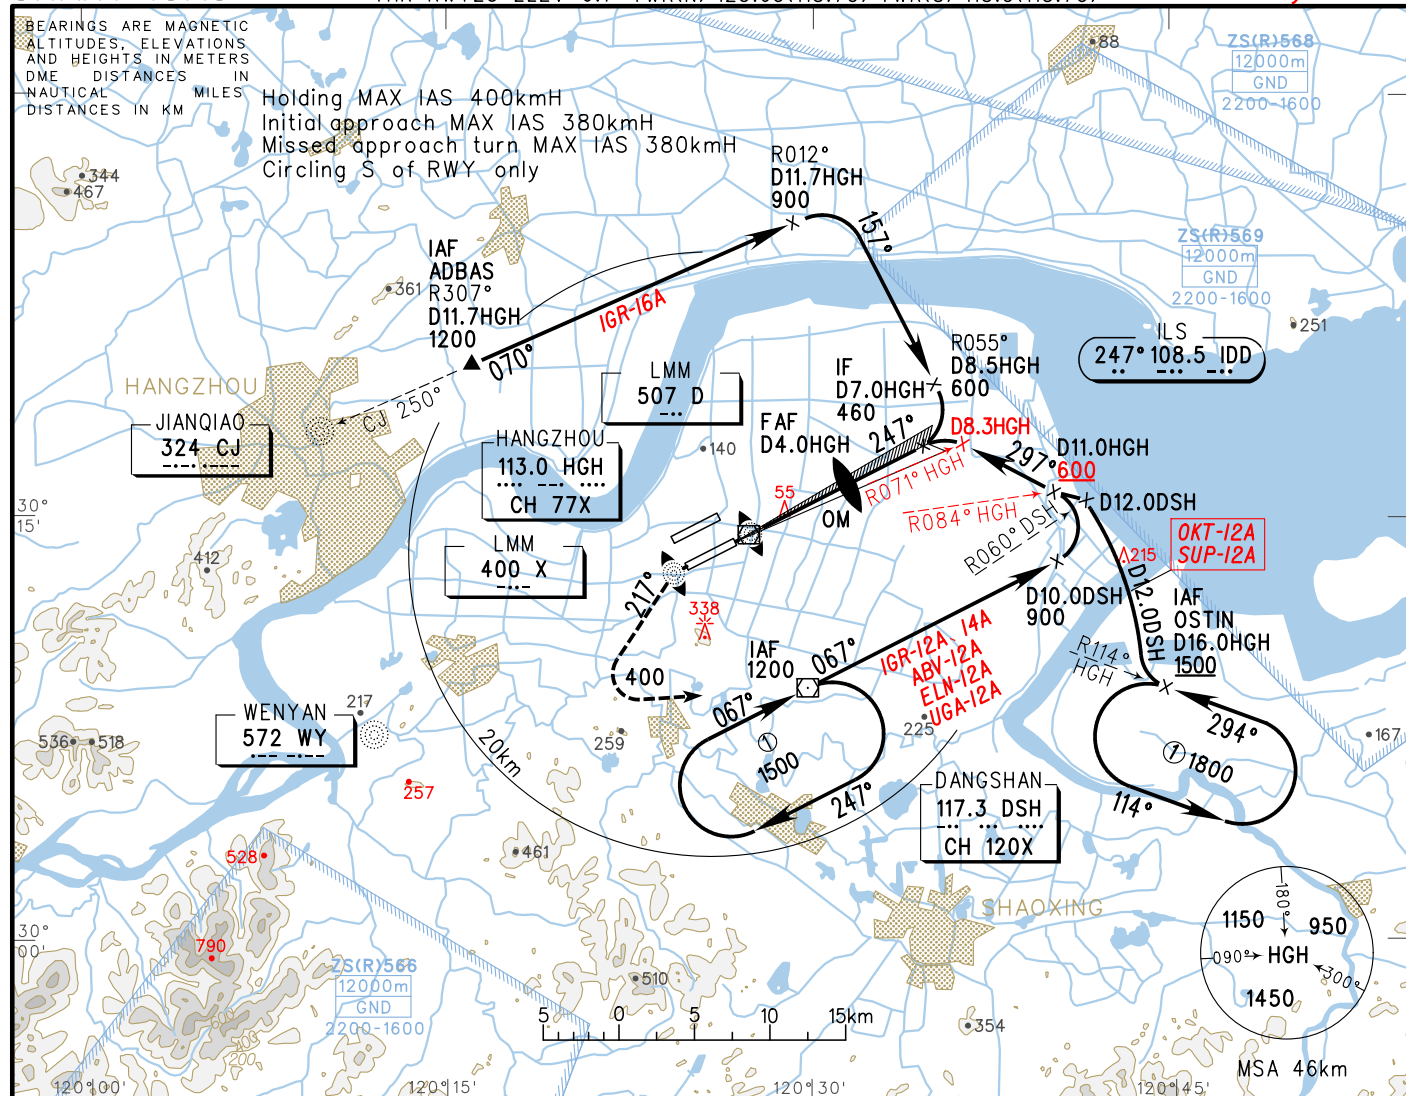 BEARINGS ARE MAGNETIC
ALTITUDES, ELEVATIONS
AND HEIGHTS IN METERS
DME DISTANCES IN
NAUTICAL MILES
DISTANCES IN KM
Holding MAX IAS 400kmH
Initial approach MAX IAS 380kmH
Missed approach turn MAX IAS 380kmH
Circling S of RWY only
88
ZS(R)568
12000m
GND
2200-1600
344
467
R012°
D11.7HGH
900
157°
ZS(R)569
12000m
GND
2200-1600
IAF
ADBAS
R307°
D11.7HGH
1200
361
IGR-16A
070°
251
ILS
247° 108.5 IDD
R055°
D8.5HGH
600
IF
D7.0HGH
460
LMM
507 D
HANGZHOU
CJ 250°
JIANQIAO
324 CJ
FAF
D4.0HGH
247°
D8.3HGH
HANGZHOU
113.0 HGH
CH 77X
140
297°
D11.0HGH
600
R071° HGH
55
OM
R084° HGH
D12.0DSH
R060° DSH
30°
15'
OKT-12A
SUP-12A
412
LMM
400 X
215
D12.0DSH
217°
338
D10.0DSH
900
IAF
OSTIN
D16.0HGH
1500
R114°
HGH
IAF
1200
067°
IGR-12A、14A
ABV-12A
ELN-12A
UGA-12A
400
067°
217
WENYAN
572 WY
536
518
259
225
294°
167
1
1500
1
1800
20km
247°
114°
257
DANGSHAN
117.3 DSH
CH 120X
528
461
SHAOXING
180°
1150
950
090°
HGH
300°
1450
30°
00'
790
ZS(R)566
12000m
GND
2200-1600
510
5 0 5 10 15km
354
400
200
MSA 46km
120°00'
120°15'
120°30'
120°45'